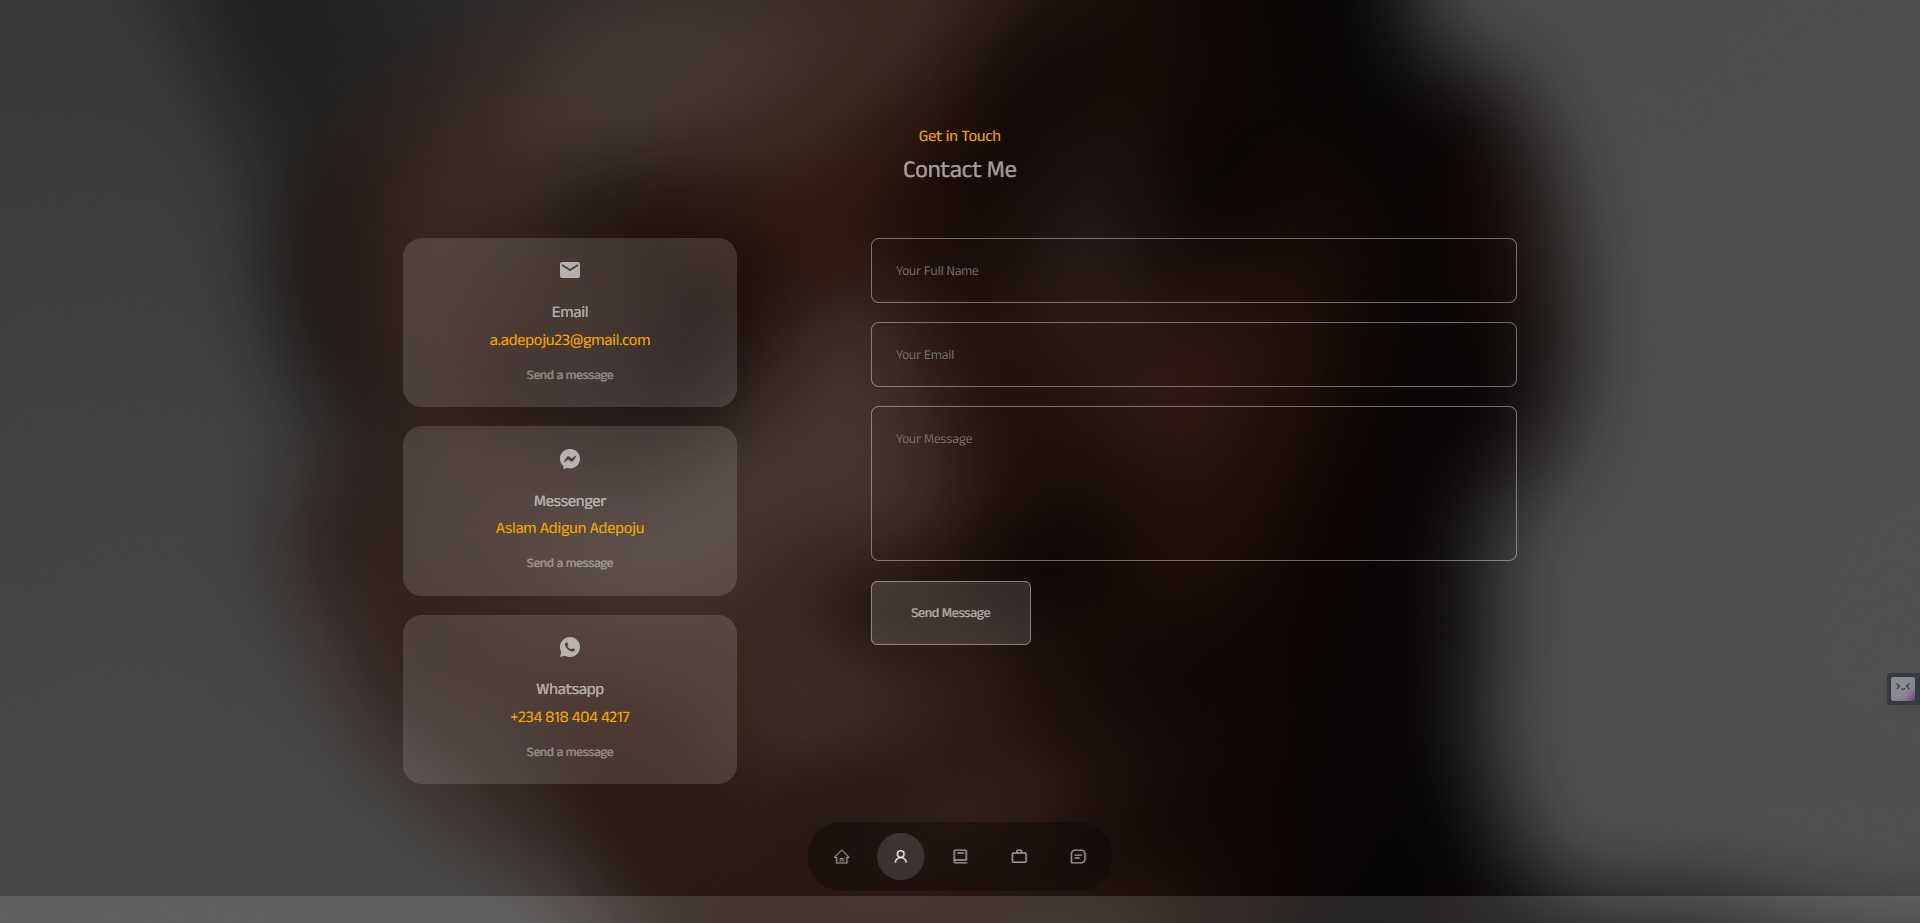 Get in Touch
Contact Me
Email
a.adepoju23@gmail.com
Send a message
Messenger
Aslam Adigun Adepoju
Send a message
Whatsapp
+234 818 404 4217
Send a message
Your Full Name
Your Email
Your Message
Send Message